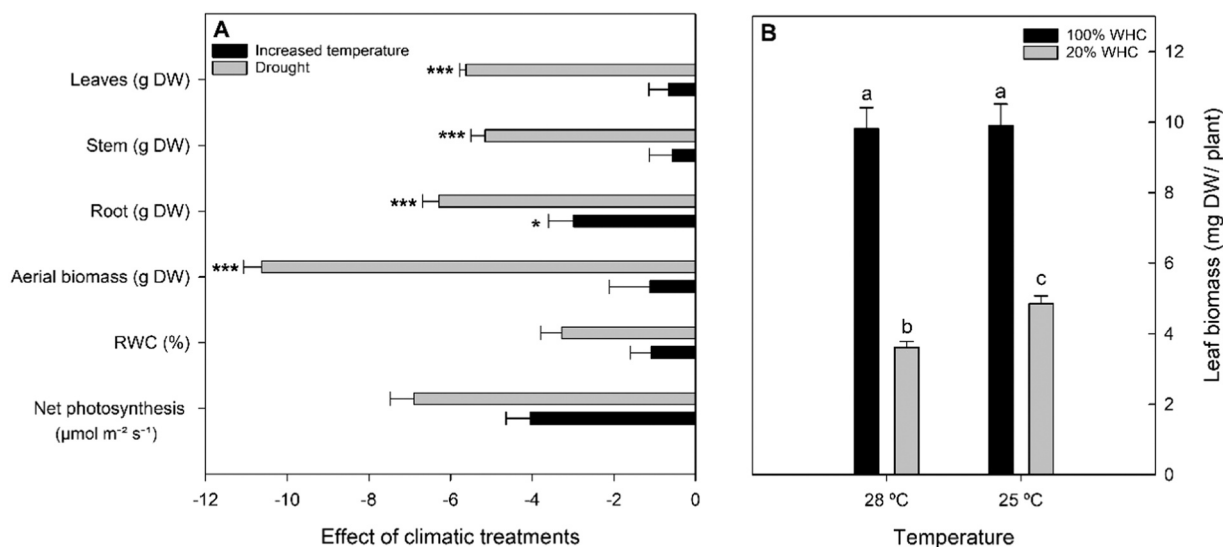 A
Increased temperature
Drought
Leaves (g DW)
***
Stem (g DW)
***
Root (g DW)
***
*
Aerial biomass (g DW)
***
RWC (%)
Net photosynthesis
(µmol m⁻² s⁻¹)
-12 -10 -8 -6 -4 -2 0
Effect of climatic treatments
B
100% WHC
20% WHC
a
b
a
c
28 ºC 25 ºC
Temperature
12
10
8
6
4
2
0
Leaf biomass (mg DW/ plant)